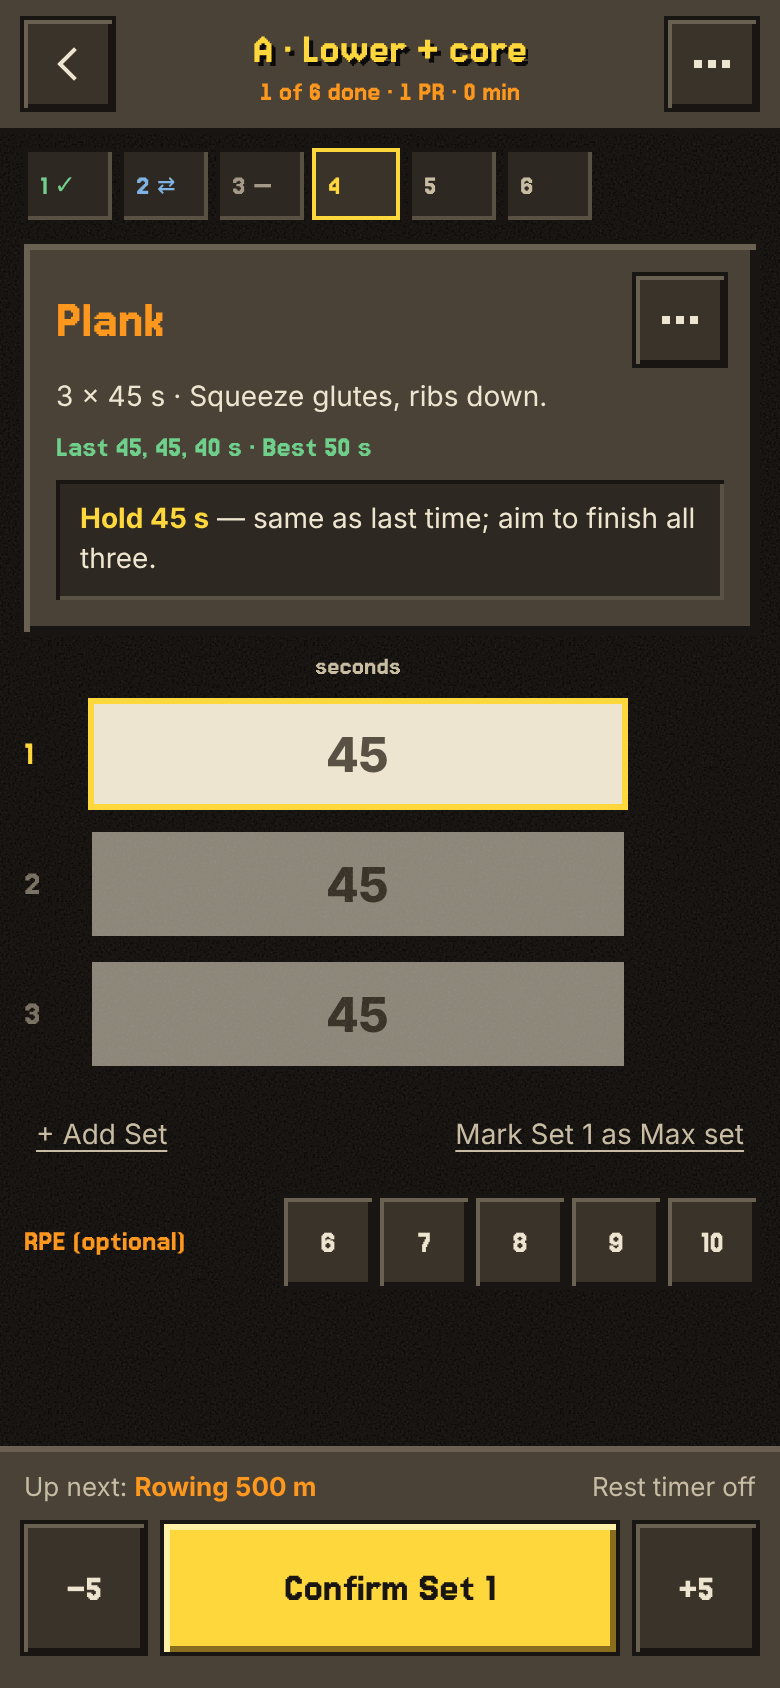 A · Lower + core
1 of 6 done · 1 PR · 0 min
1 ✓ 2 ⇄ 3 — 4 5 6
Plank
3 × 45 s · Squeeze glutes, ribs down.
Last 45, 45, 40 s · Best 50 s
Hold 45 s — same as last time; aim to finish all
three.
seconds
1 45
2 45
3 45
+ Add Set Mark Set 1 as Max set
RPE (optional) 6 7 8 9 10
Up next: Rowing 500 m Rest timer off
−5 Confirm Set 1 +5